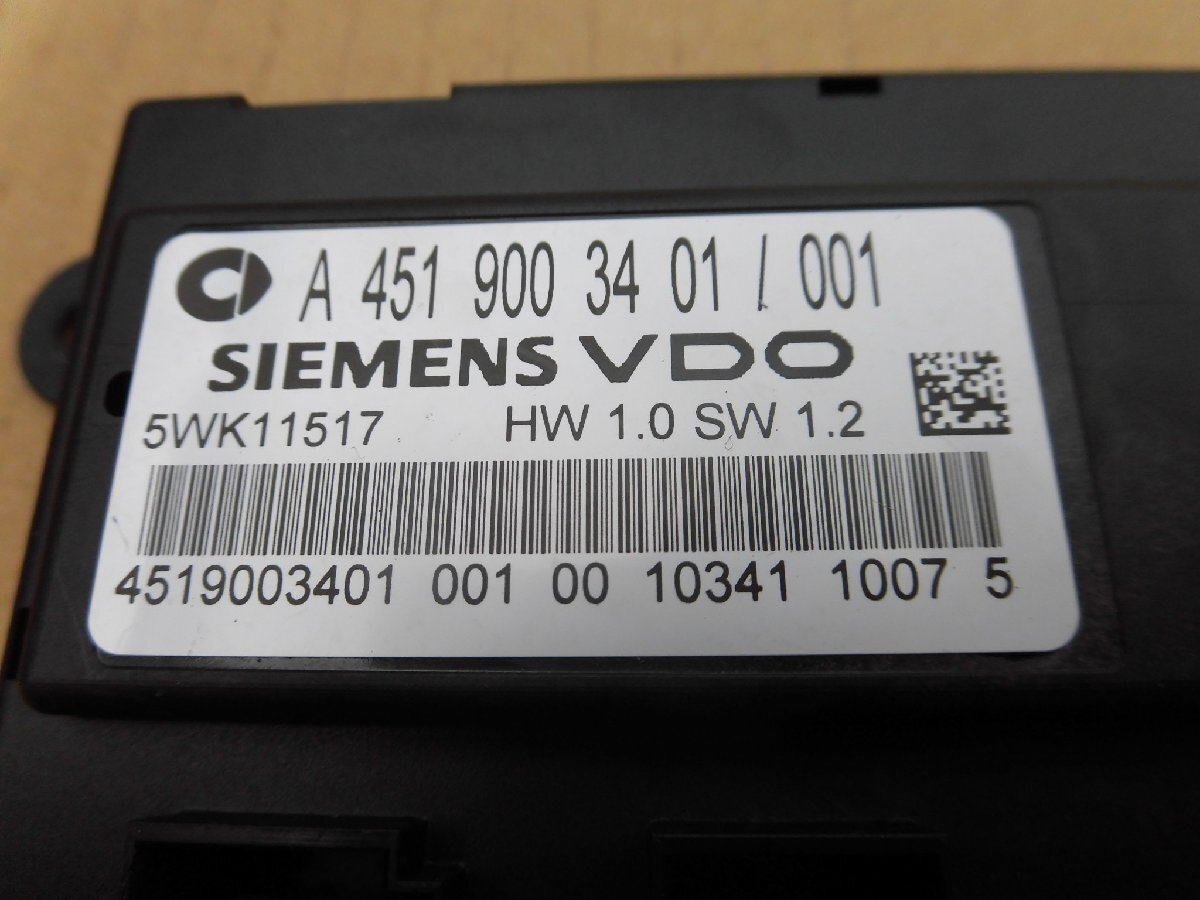 A 451 900 34 01 / 001
SIEMENS VDO
5WK11517 HW 1.0 SW 1.2
4519003401 001 00 10341 1007 5